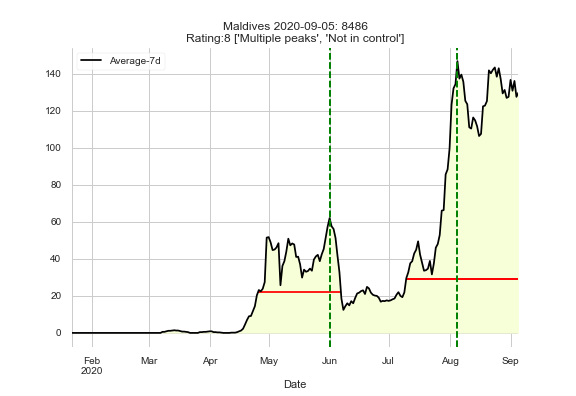 Maldives 2020-09-05: 8486
Rating:8 ['Multiple peaks', 'Not in control']
Average-7d
140
120
100
80
60
40
20
0
Feb
2020
Mar
Apr
May
Jun
Jul
Aug
Sep
Date